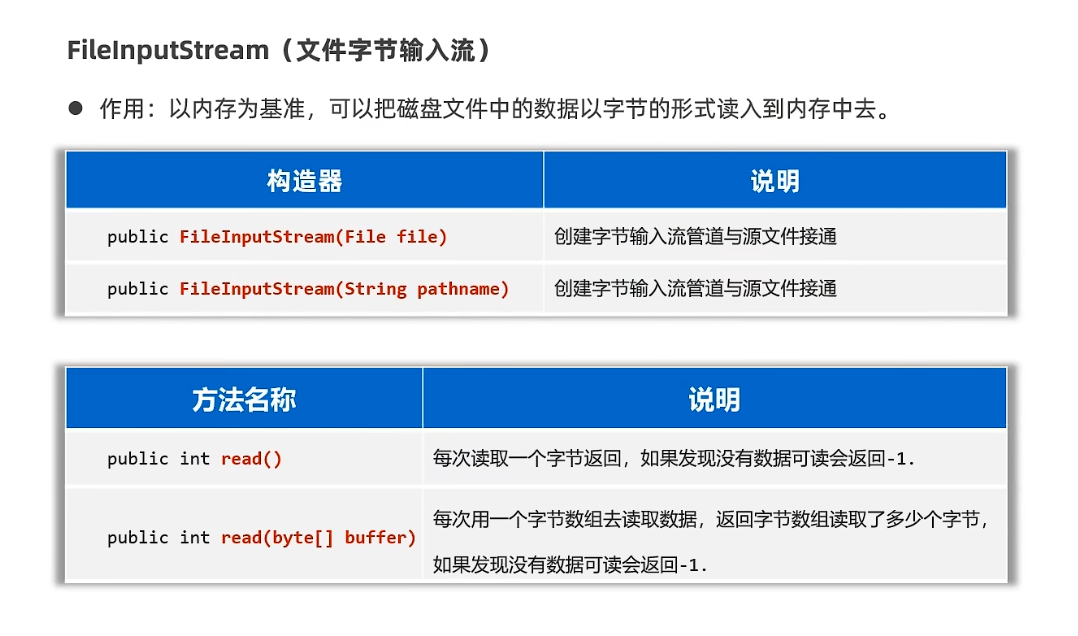 FileInputStream（文件字节输入流）
● 作用：以内存为基准，可以把磁盘文件中的数据以字节的形式读入到内存中去。
构造器 说明
public FileInputStream(File file) 创建字节输入流管道与源文件接通
public FileInputStream(String pathname) 创建字节输入流管道与源文件接通
方法名称 说明
public int read() 每次读取一个字节返回，如果发现没有数据可读会返回-1.
public int read(byte[] buffer) 每次用一个字节数组去读取数据，返回字节数组读取了多少个字节，
如果发现没有数据可读会返回-1.